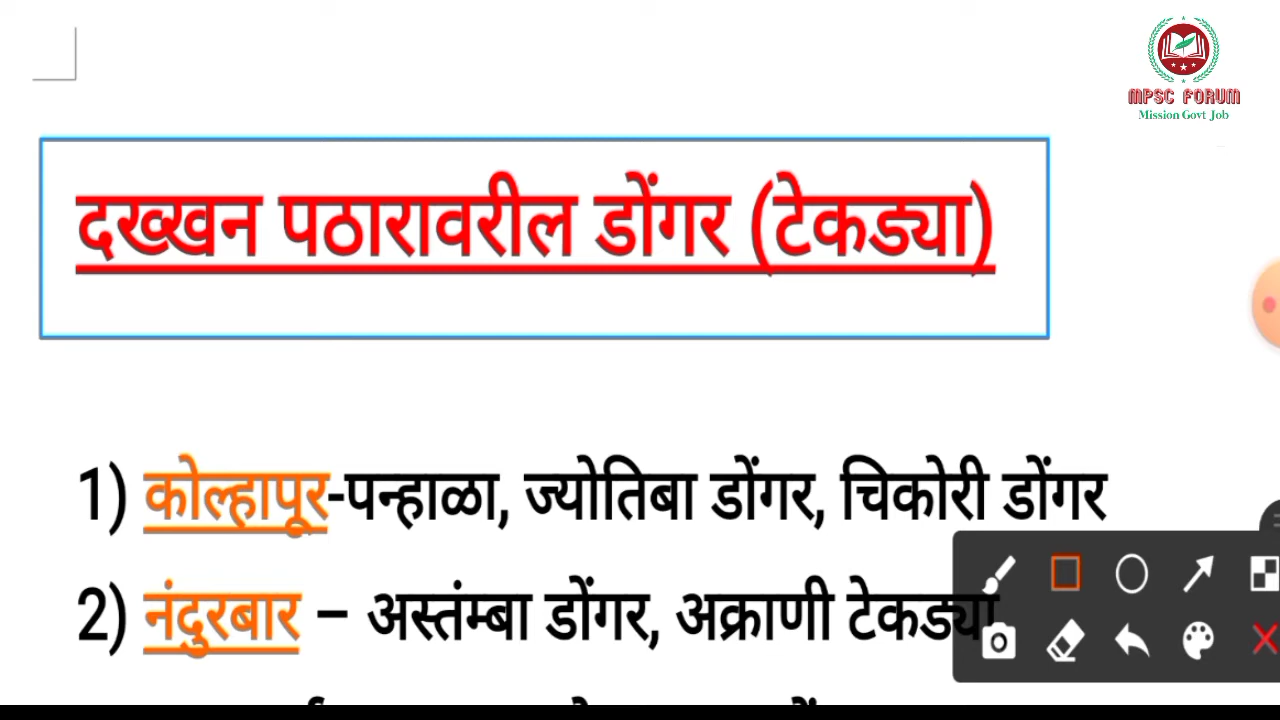 MPSC FORUM
Mission Govt Job
दख्खन पठारावरील डोंगर (टेकड्या)
1) कोल्हापूर-पन्हाळा, ज्योतिबा डोंगर, चिकोरी डोंगर
2) नंदुरबार – अस्तंम्बा डोंगर, अक्राणी टेकड्या